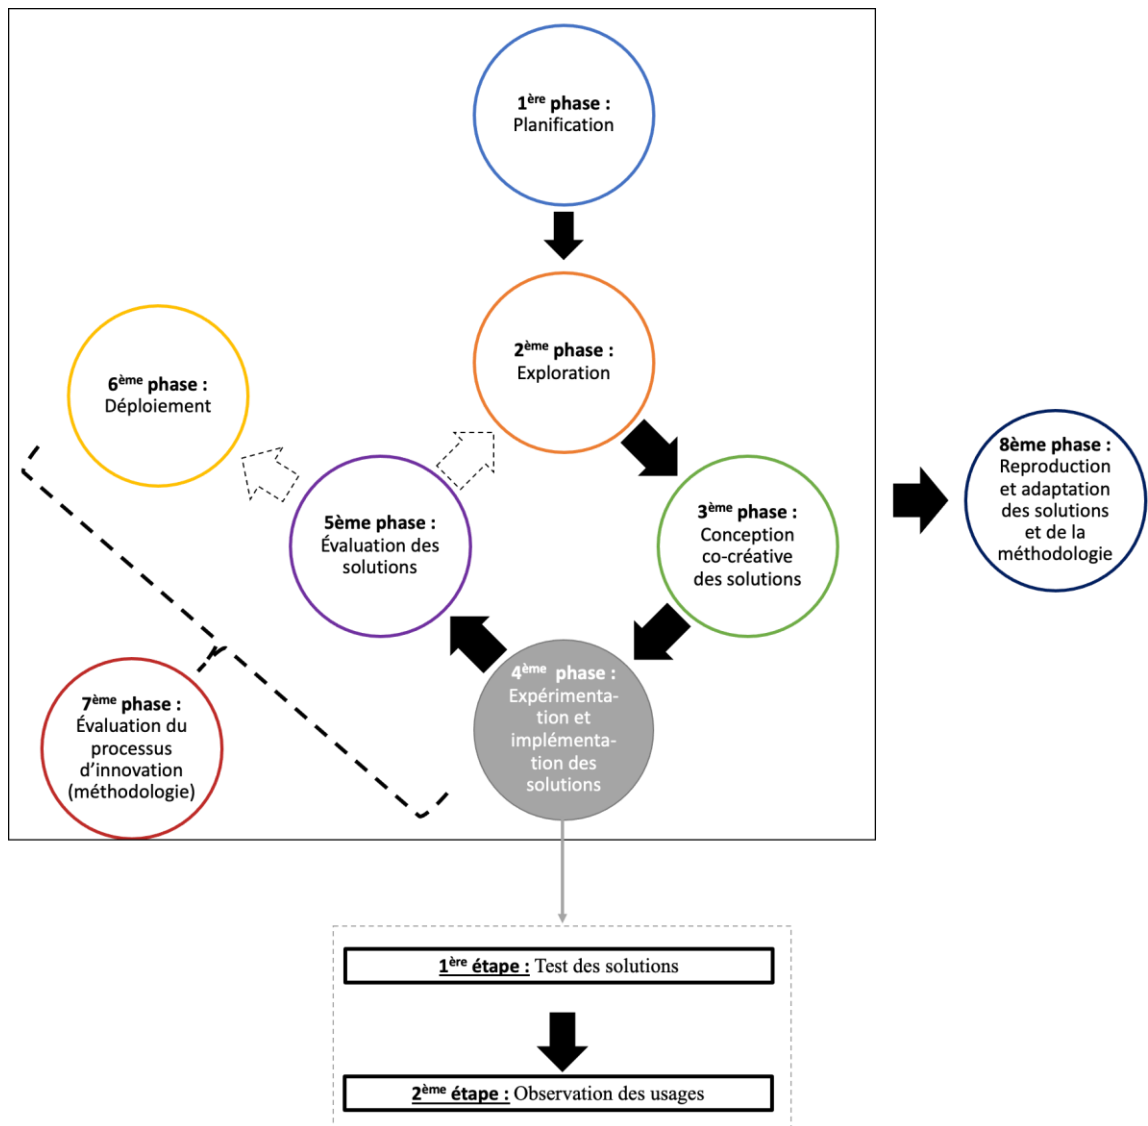 1ère phase :
Planification
2ème phase :
Exploration
6ème phase :
Déploiement
8ème phase :
Reproduction
et adaptation
des solutions
et de la
méthodologie
5ème phase :
Évaluation des
solutions
3ème phase :
Conception
co-créative
des solutions
4ème phase :
Expérimenta-
tion et
implémenta-
tion des
solutions
7ème phase :
Évaluation du
processus
d’innovation
(méthodologie)
1ère étape : Test des solutions
2ème étape : Observation des usages